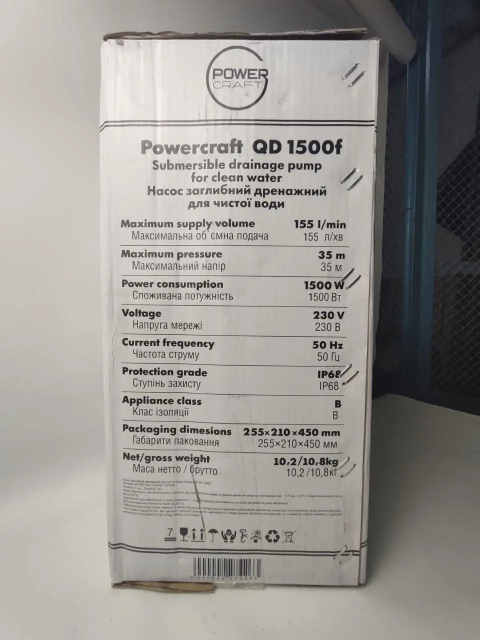 POWER
CRAFT
Powercraft QD 1500f
Submersible drainage pump
for clean water
Насос заглибний дренажний
для чистої води
Maximum supply volume 155 l/min
Максимальна об'ємна подача 155 л/хв
Maximum pressure 35 m
Максимальний напір 35 м
Power consumption 1500 W
Споживана потужність 1500 Вт
Voltage 230 V
Напруга мережі 230 В
Current frequency 50 Hz
Частота струму 50 Гц
Protection grade IP68
Ступінь захисту IP68
Appliance class B
Клас ізоляції В
Packaging dimesions 255×210×450 mm
Габарити паковання 255×210×450 мм
Net/gross weight 10,2/10,8kg
Маса нетто / брутто 10,2/10,8кг
7